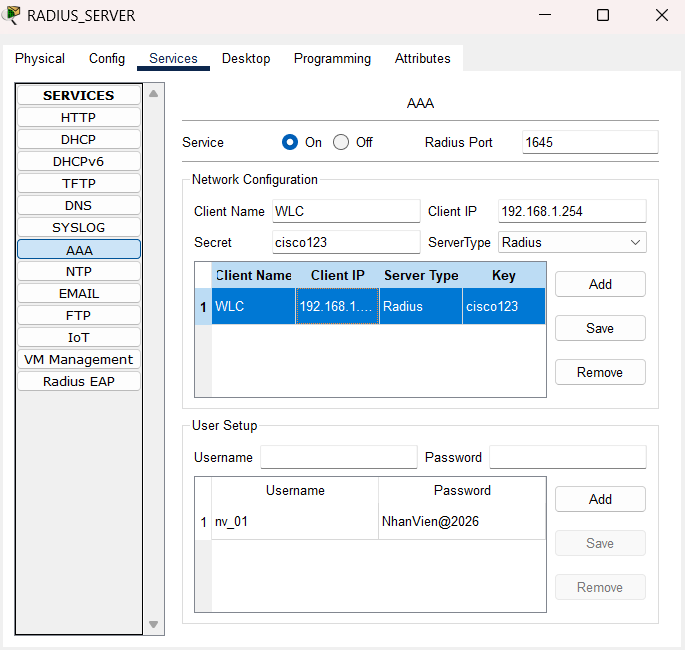 RADIUS_SERVER
Physical Config Services Desktop Programming Attributes
SERVICES
HTTP
DHCP
DHCPv6
TFTP
DNS
SYSLOG
AAA
NTP
EMAIL
FTP
IoT
VM Management
Radius EAP
AAA
Service On Off Radius Port 1645
Network Configuration
Client Name WLC Client IP 192.168.1.254
Secret cisco123 ServerType Radius
Client Name Client IP Server Type Key
1 WLC 192.168.1.... Radius cisco123
Add
Save
Remove
User Setup
Username Password
Username Password
1 nv_01 NhanVien@2026
Add
Save
Remove